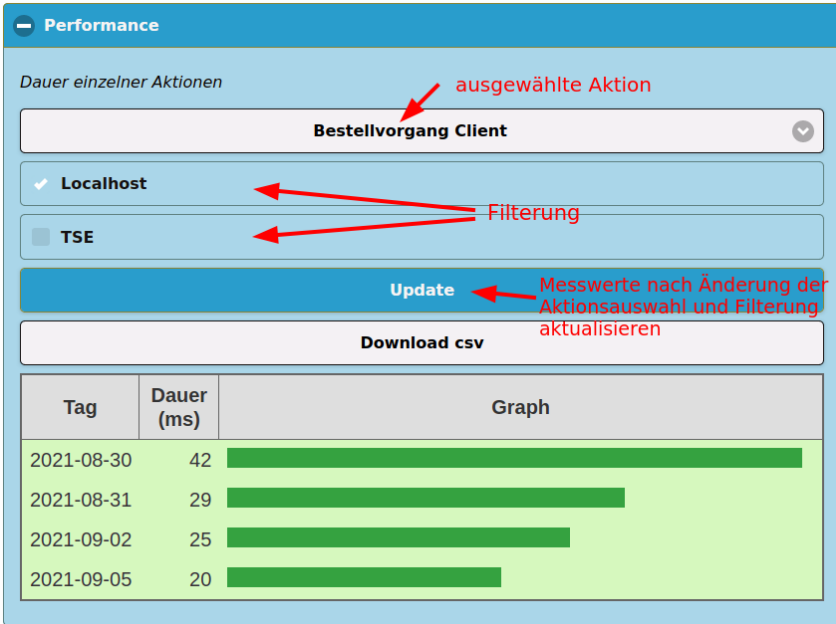 Performance
Dauer einzelner Aktionen
ausgewählte Aktion
Bestellvorgang Client
Localhost
Filterung
TSE
Update
Messwerte nach Änderung der
Aktionsauswahl und Filterung
aktualisieren
Download csv
Tag Dauer (ms) Graph
2021-08-30 42
2021-08-31 29
2021-09-02 25
2021-09-05 20